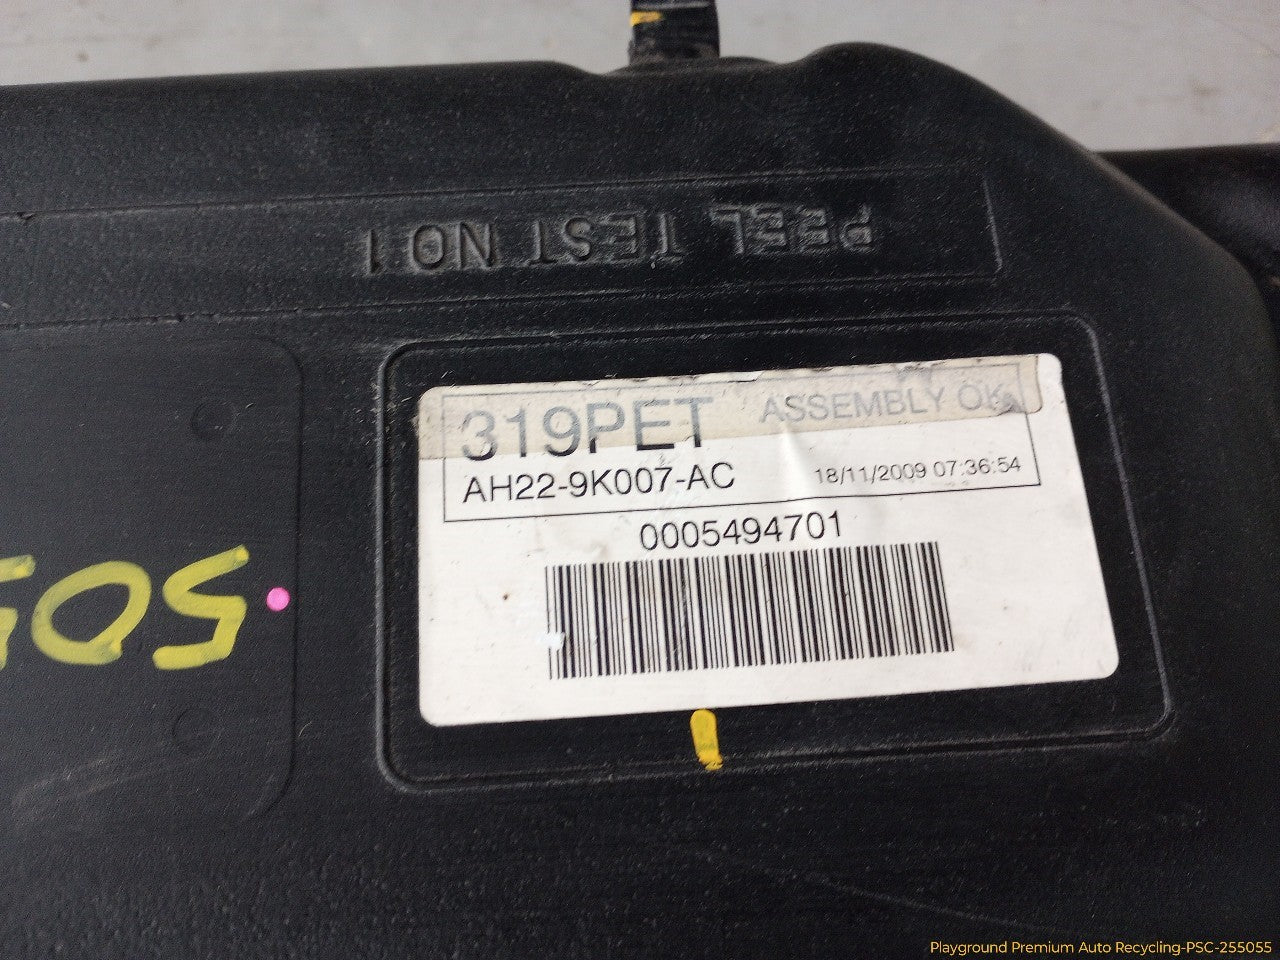 PEEL TEST NO 1
319PET ASSEMBLY OK
AH22-9K007-AC 18/11/2009 07:36:54
0005494701
505
Playground Premium Auto Recycling-PSC-255055